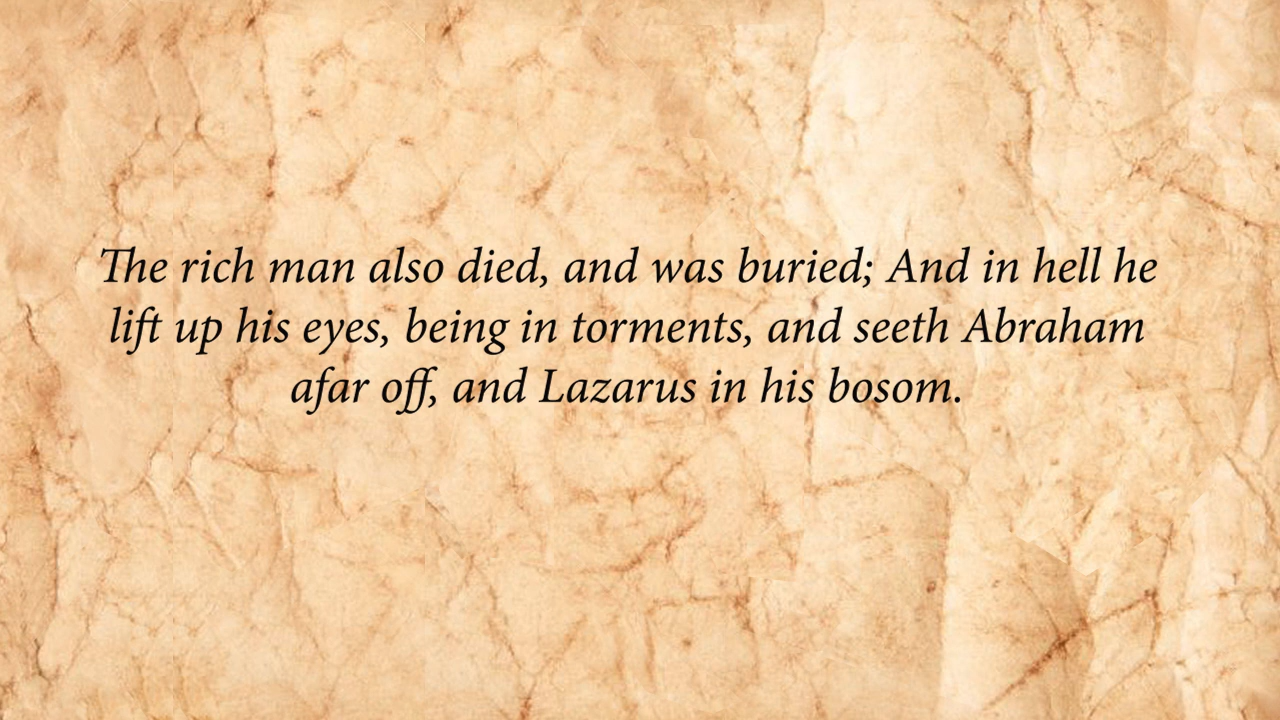 The rich man also died, and was buried; And in hell he
lift up his eyes, being in torments, and seeth Abraham
afar off, and Lazarus in his bosom.